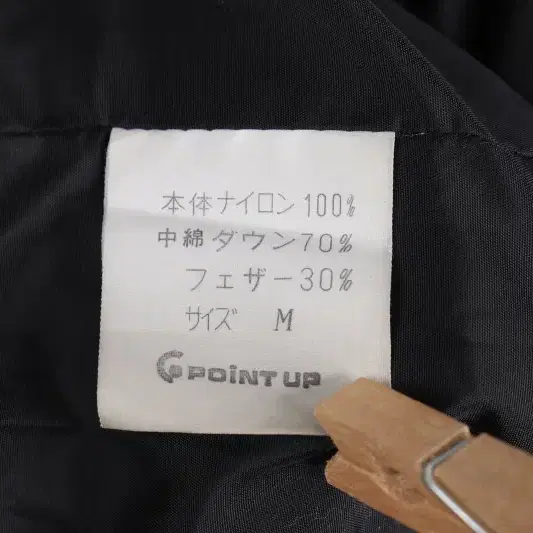 本体ナイロン100%
中綿ダウン70%
フェザー30%
サイズ M
POINT UP